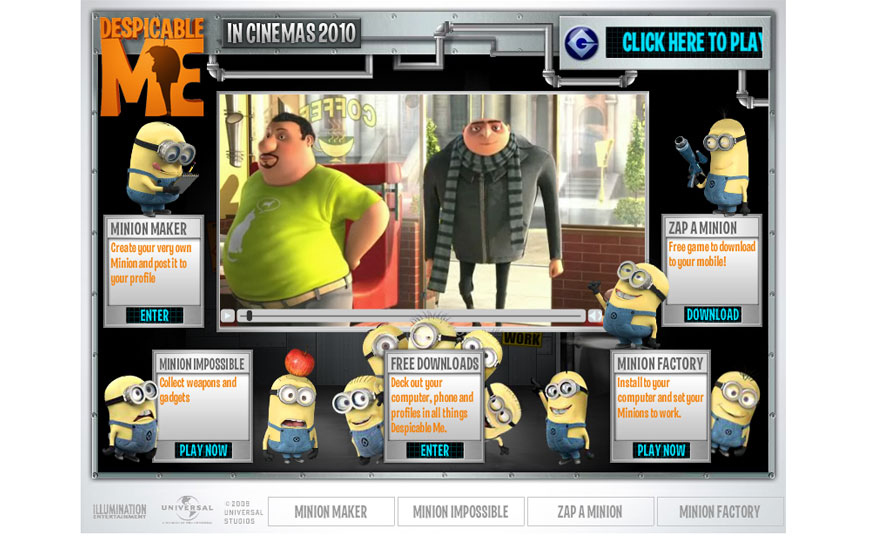 DESPICABLE
ME
IN CINEMAS 2010
CLICK HERE TO PLAY
COFFEE
MINION MAKER
Create your very own
Minion and post it to
your profile
ENTER
ZAP A MINION
Free game to download
to your mobile!
DOWNLOAD
WORK
MINION IMPOSSIBLE
Collect weapons and
gadgets
PLAY NOW
FREE DOWNLOADS
Deck out your
computer, phone and
profiles in all things
Despicable Me.
ENTER
MINION FACTORY
Install to your
computer and set your
Minions to work.
PLAY NOW
ILLUMINATION
ENTERTAINMENT
UNIVERSAL
UNIVERSAL
STUDIOS
MINION MAKER
MINION IMPOSSIBLE
ZAP A MINION
MINION FACTORY